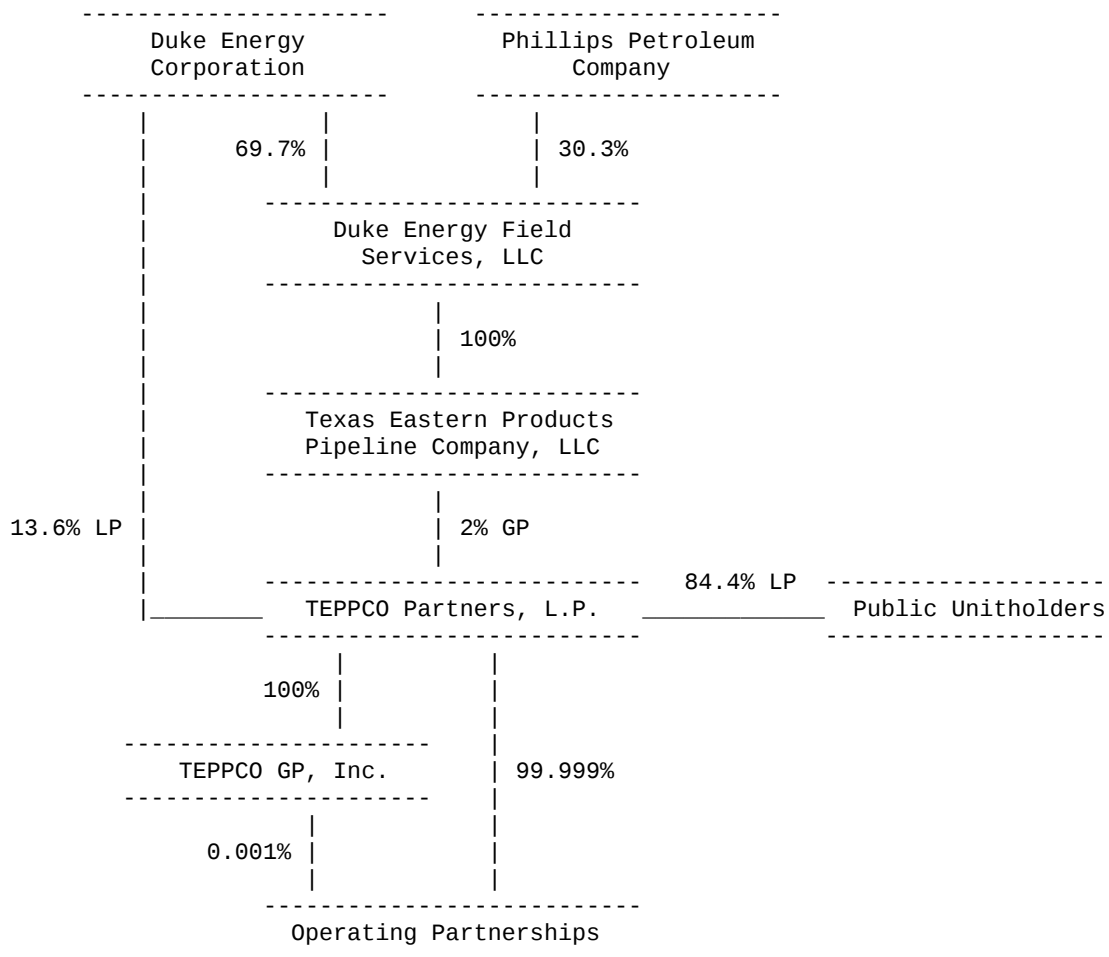 Duke Energy Corporation
Phillips Petroleum Company
69.7%
30.3%
Duke Energy Field
Services, LLC
100%
Texas Eastern Products
Pipeline Company, LLC
13.6% LP
2% GP
84.4% LP
TEPPCO Partners, L.P.
Public Unitholders
100%
TEPPCO GP, Inc.
99.999%
0.001%
Operating Partnerships